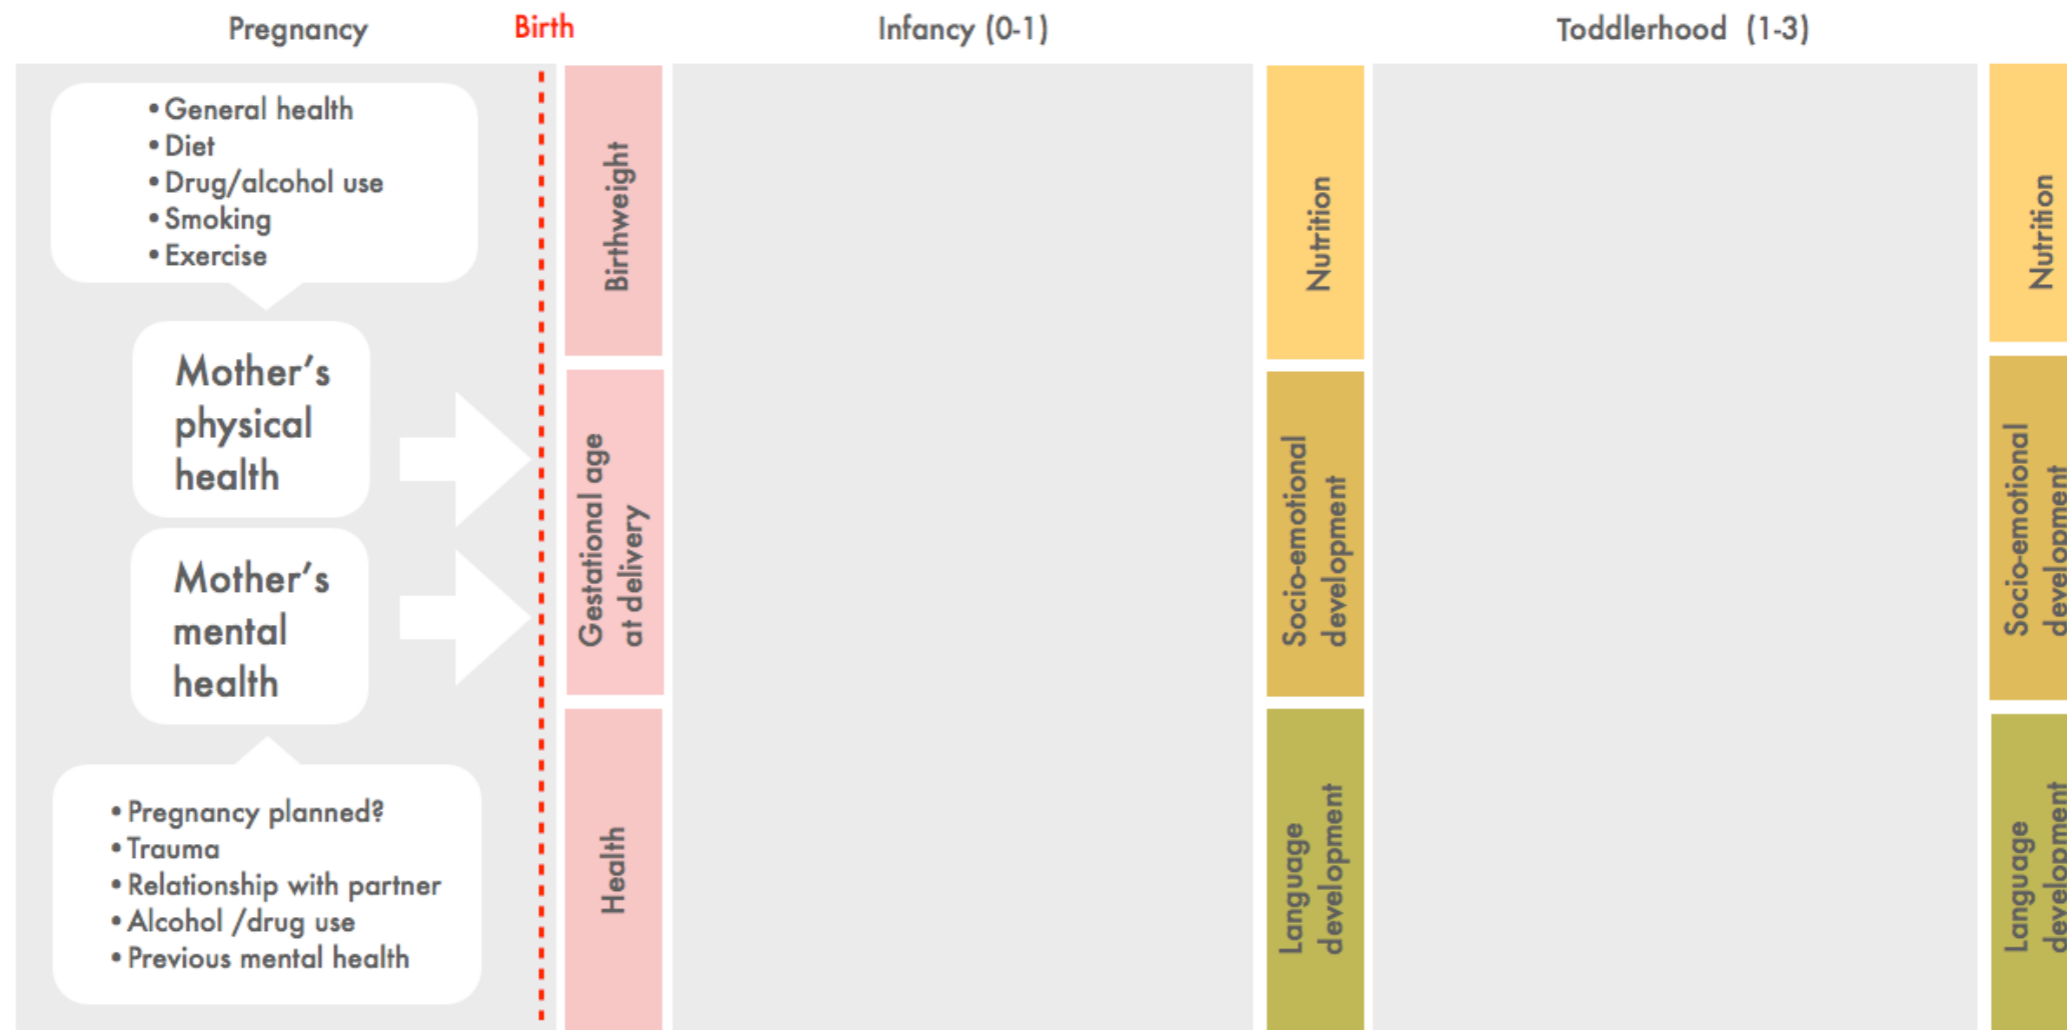 Pregnancy
Birth
Infancy (0-1)
Toddlerhood (1-3)
•General health
•Diet
•Drug/alcohol use
•Smoking
•Exercise
Mother's
physical
health
Mother's
mental
health
•Pregnancy planned?
•Trauma
•Relationship with partner
•Alcohol /drug use
•Previous mental health
Birthweight
Gestational age
at delivery
Health
Nutrition
Socio-emotional
development
Language
development
Nutrition
Socio-emotional
development
Language
development